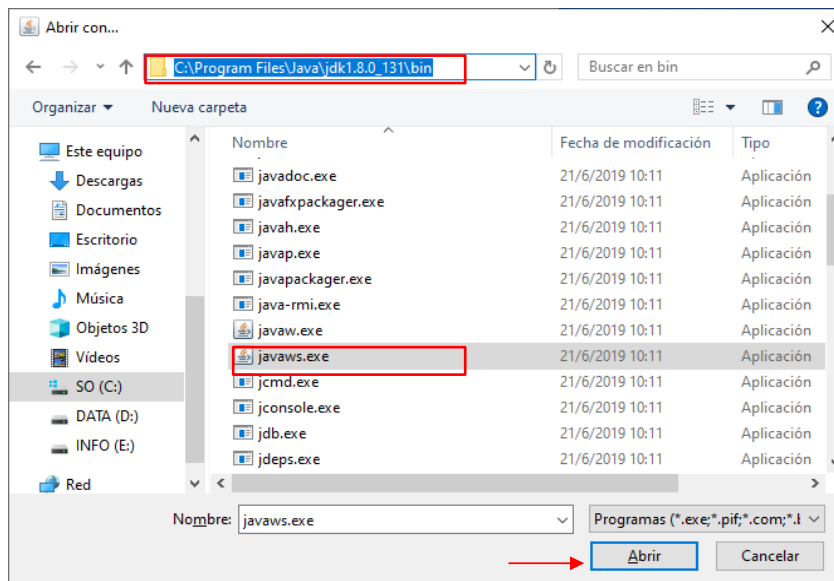 Abrir con...
C:\Program Files\Java\jdk1.8.0_131\bin
Buscar en bin
Organizar
Nueva carpeta
?
Nombre Fecha de modificación Tipo
Este equipo
Descargas
Documentos
Escritorio
Imágenes
Música
Objetos 3D
Vídeos
SO (C:)
DATA (D:)
INFO (E:)
Red
javadoc.exe 21/6/2019 10:11 Aplicación
javafxpackager.exe 21/6/2019 10:11 Aplicación
javah.exe 21/6/2019 10:11 Aplicación
javap.exe 21/6/2019 10:11 Aplicación
javapackager.exe 21/6/2019 10:11 Aplicación
java-rmi.exe 21/6/2019 10:11 Aplicación
javaw.exe 21/6/2019 10:11 Aplicación
javaws.exe 21/6/2019 10:11 Aplicación
jcmd.exe 21/6/2019 10:11 Aplicación
jconsole.exe 21/6/2019 10:11 Aplicación
jdb.exe 21/6/2019 10:11 Aplicación
jdeps.exe 21/6/2019 10:11 Aplicación
Nombre: javaws.exe
Programas (*.exe;*.pif;*.com;*.
Abrir Cancelar